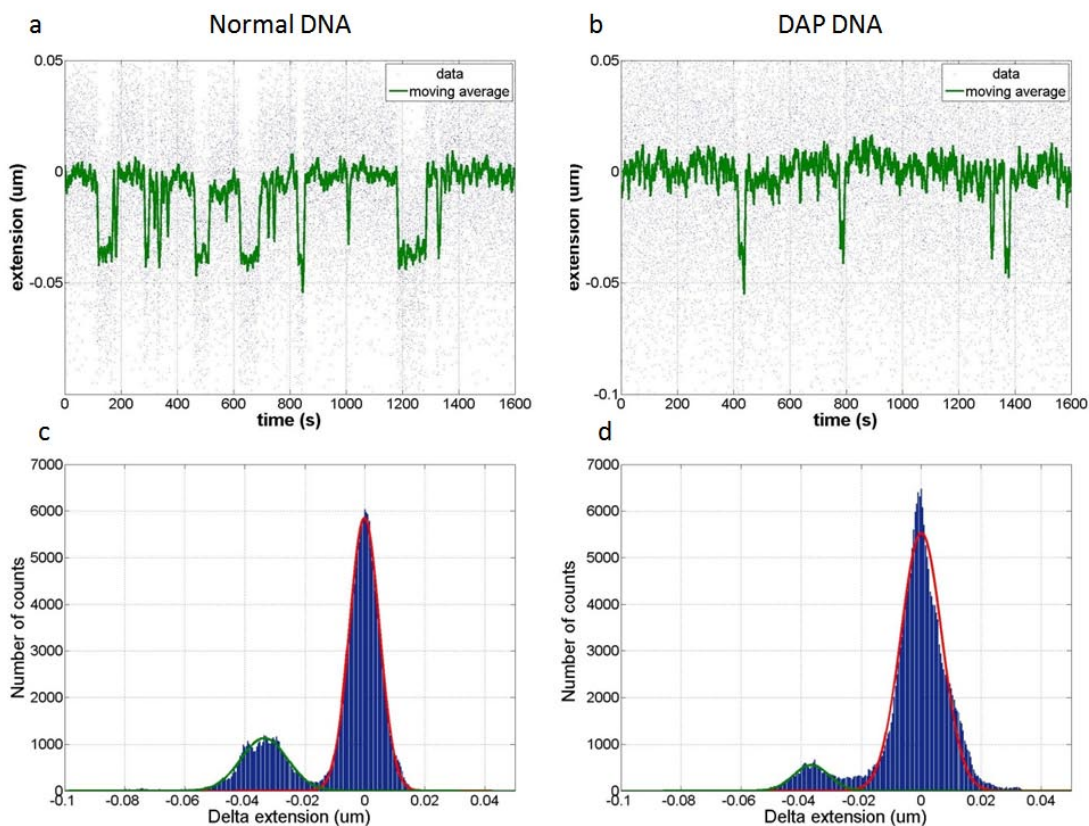 a Normal DNA
b DAP DNA
0.05
0
-0.05
extension (um)
data
moving average
0 200 400 600 800 1000 1200 1400 1600
time (s)
0.05
0
-0.05
-0.1
extension (um)
data
moving average
0 200 400 600 800 1000 1200 1400 1600
time (s)
c
7000
6000
5000
4000
3000
2000
1000
0
Number of counts
-0.1 -0.08 -0.06 -0.04 -0.02 0 0.02 0.04
Delta extension (um)
d
7000
6000
5000
4000
3000
2000
1000
0
Number of counts
-0.1 -0.08 -0.06 -0.04 -0.02 0 0.02 0.04
Delta extension (um)